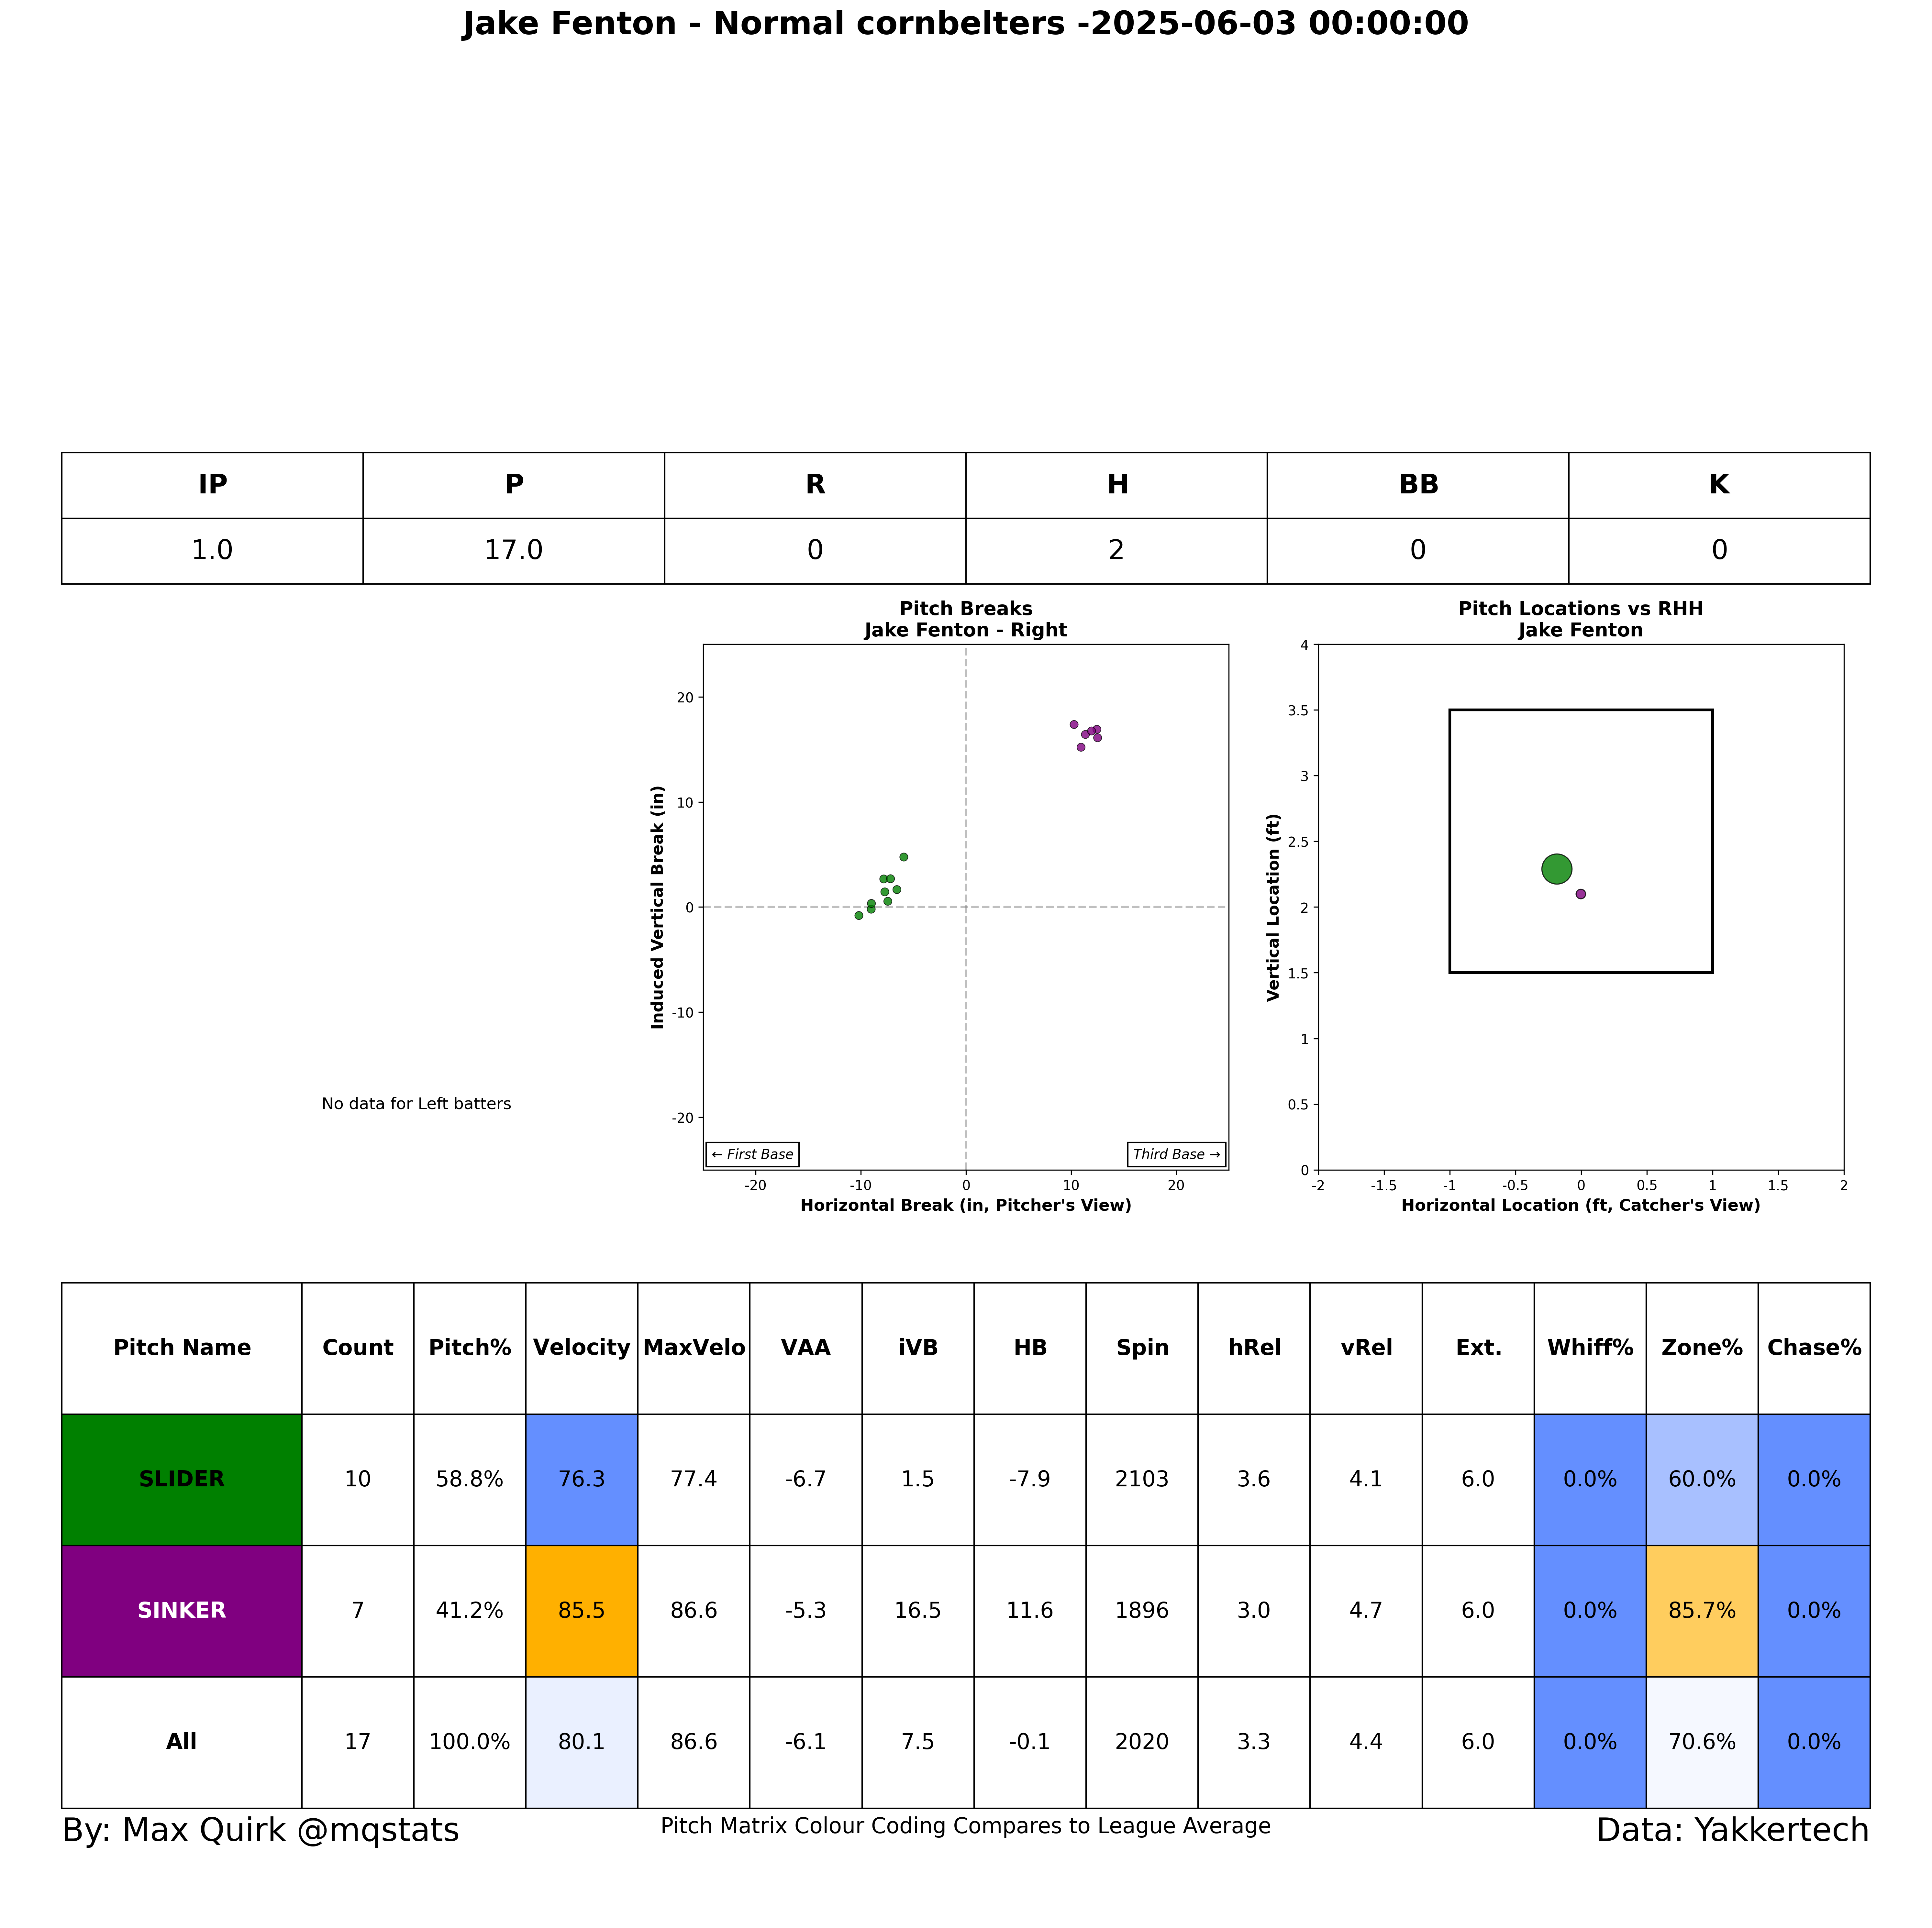 Jake Fenton - Normal cornbelters -2025-06-03 00:00:00
IP P R H BB K
1.0 17.0 0 2 0 0
No data for Left batters
Pitch Breaks
Jake Fenton - Right
Induced Vertical Break (in)
20
10
0
-10
-20
← First Base
Third Base →
-20 -10 0 10 20
Horizontal Break (in, Pitcher's View)
Pitch Locations vs RHH
Jake Fenton
Vertical Location (ft)
4
3.5
3
2.5
2
1.5
1
0.5
0
-2 -1.5 -1 -0.5 0 0.5 1 1.5 2
Horizontal Location (ft, Catcher's View)
Pitch Name Count Pitch% Velocity MaxVelo VAA iVB HB Spin hRel vRel Ext. Whiff% Zone% Chase%
SLIDER 10 58.8% 76.3 77.4 -6.7 1.5 -7.9 2103 3.6 4.1 6.0 0.0% 60.0% 0.0%
SINKER 7 41.2% 85.5 86.6 -5.3 16.5 11.6 1896 3.0 4.7 6.0 0.0% 85.7% 0.0%
All 17 100.0% 80.1 86.6 -6.1 7.5 -0.1 2020 3.3 4.4 6.0 0.0% 70.6% 0.0%
By: Max Quirk @mqstats
Pitch Matrix Colour Coding Compares to League Average
Data: Yakkertech